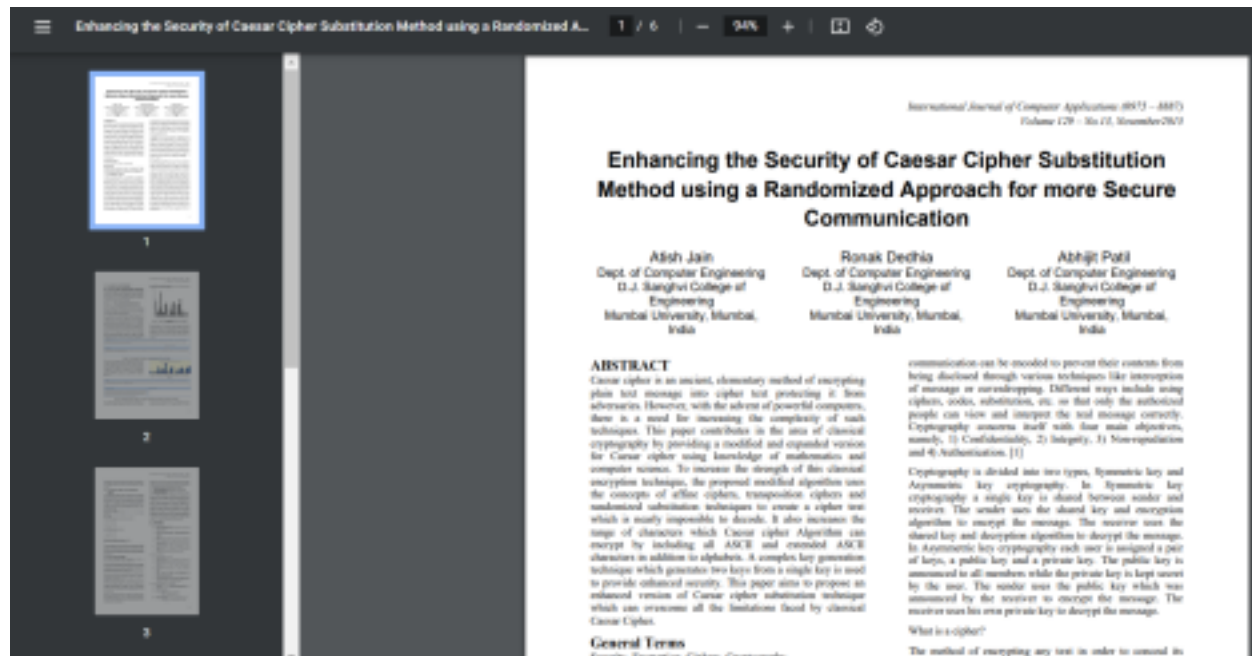 Enhancing the Security of Caesar Cipher Substitution Method using a Randomized A...
1 / 6
94%
1
2
3
International Journal of Computer Applications (0975 – 8887)
Volume 129 – No.13, November2015
Enhancing the Security of Caesar Cipher Substitution
Method using a Randomized Approach for more Secure
Communication
Atish Jain
Dept. of Computer Engineering
D.J. Sanghvi College of
Engineering
Mumbai University, Mumbai,
India
Ronak Dedhia
Dept. of Computer Engineering
D.J. Sanghvi College of
Engineering
Mumbai University, Mumbai,
India
Abhijit Patil
Dept. of Computer Engineering
D.J. Sanghvi College of
Engineering
Mumbai University, Mumbai,
India
ABSTRACT
Caesar cipher is an ancient, elementary method of encrypting
plain text message into cipher text protecting it from
adversaries. However, with the advent of powerful computers,
there is a need for increasing the complexity of such
techniques. This paper contributes in the area of classical
cryptography by providing a modified and expanded version
for Caesar cipher using knowledge of mathematics and
computer science. To increase the strength of this classical
encryption technique, the proposed modified algorithm uses
the concepts of affine ciphers, transposition ciphers and
randomized substitution techniques to create a cipher text
which is nearly impossible to decode. It also increases the
range of characters which Caesar cipher Algorithm can
encrypt by including all ASCII and extended ASCII
characters in addition to alphabets. A complex key generation
technique which generates two keys from a single key is used
to provide enhanced security. This paper aims to propose an
enhanced version of Caesar cipher substitution technique
which can overcome all the limitations faced by classical
Caesar Cipher.
General Terms
communication can be encoded to prevent their contents from
being disclosed through various techniques like interception
of message or eavesdropping. Different ways include using
ciphers, codes, substitution, etc. so that only the authorized
people can view and interpret the real message correctly.
Cryptography concerns itself with four main objectives,
namely, 1) Confidentiality, 2) Integrity, 3) Non-repudiation
and 4) Authentication. [1]
Cryptography is divided into two types, Symmetric key and
Asymmetric key cryptography. In Symmetric key
cryptography a single key is shared between sender and
receiver. The sender uses the shared key and encryption
algorithm to encrypt the message. The receiver uses the
shared key and decryption algorithm to decrypt the message.
In Asymmetric key cryptography each user is assigned a pair
of keys, a public key and a private key. The public key is
announced to all members while the private key is kept secret
by the user. The sender uses the public key which was
announced by the receiver to encrypt the message. The
receiver uses his own private key to decrypt the message.
What is a cipher?
The method of encrypting any text in order to conceal its